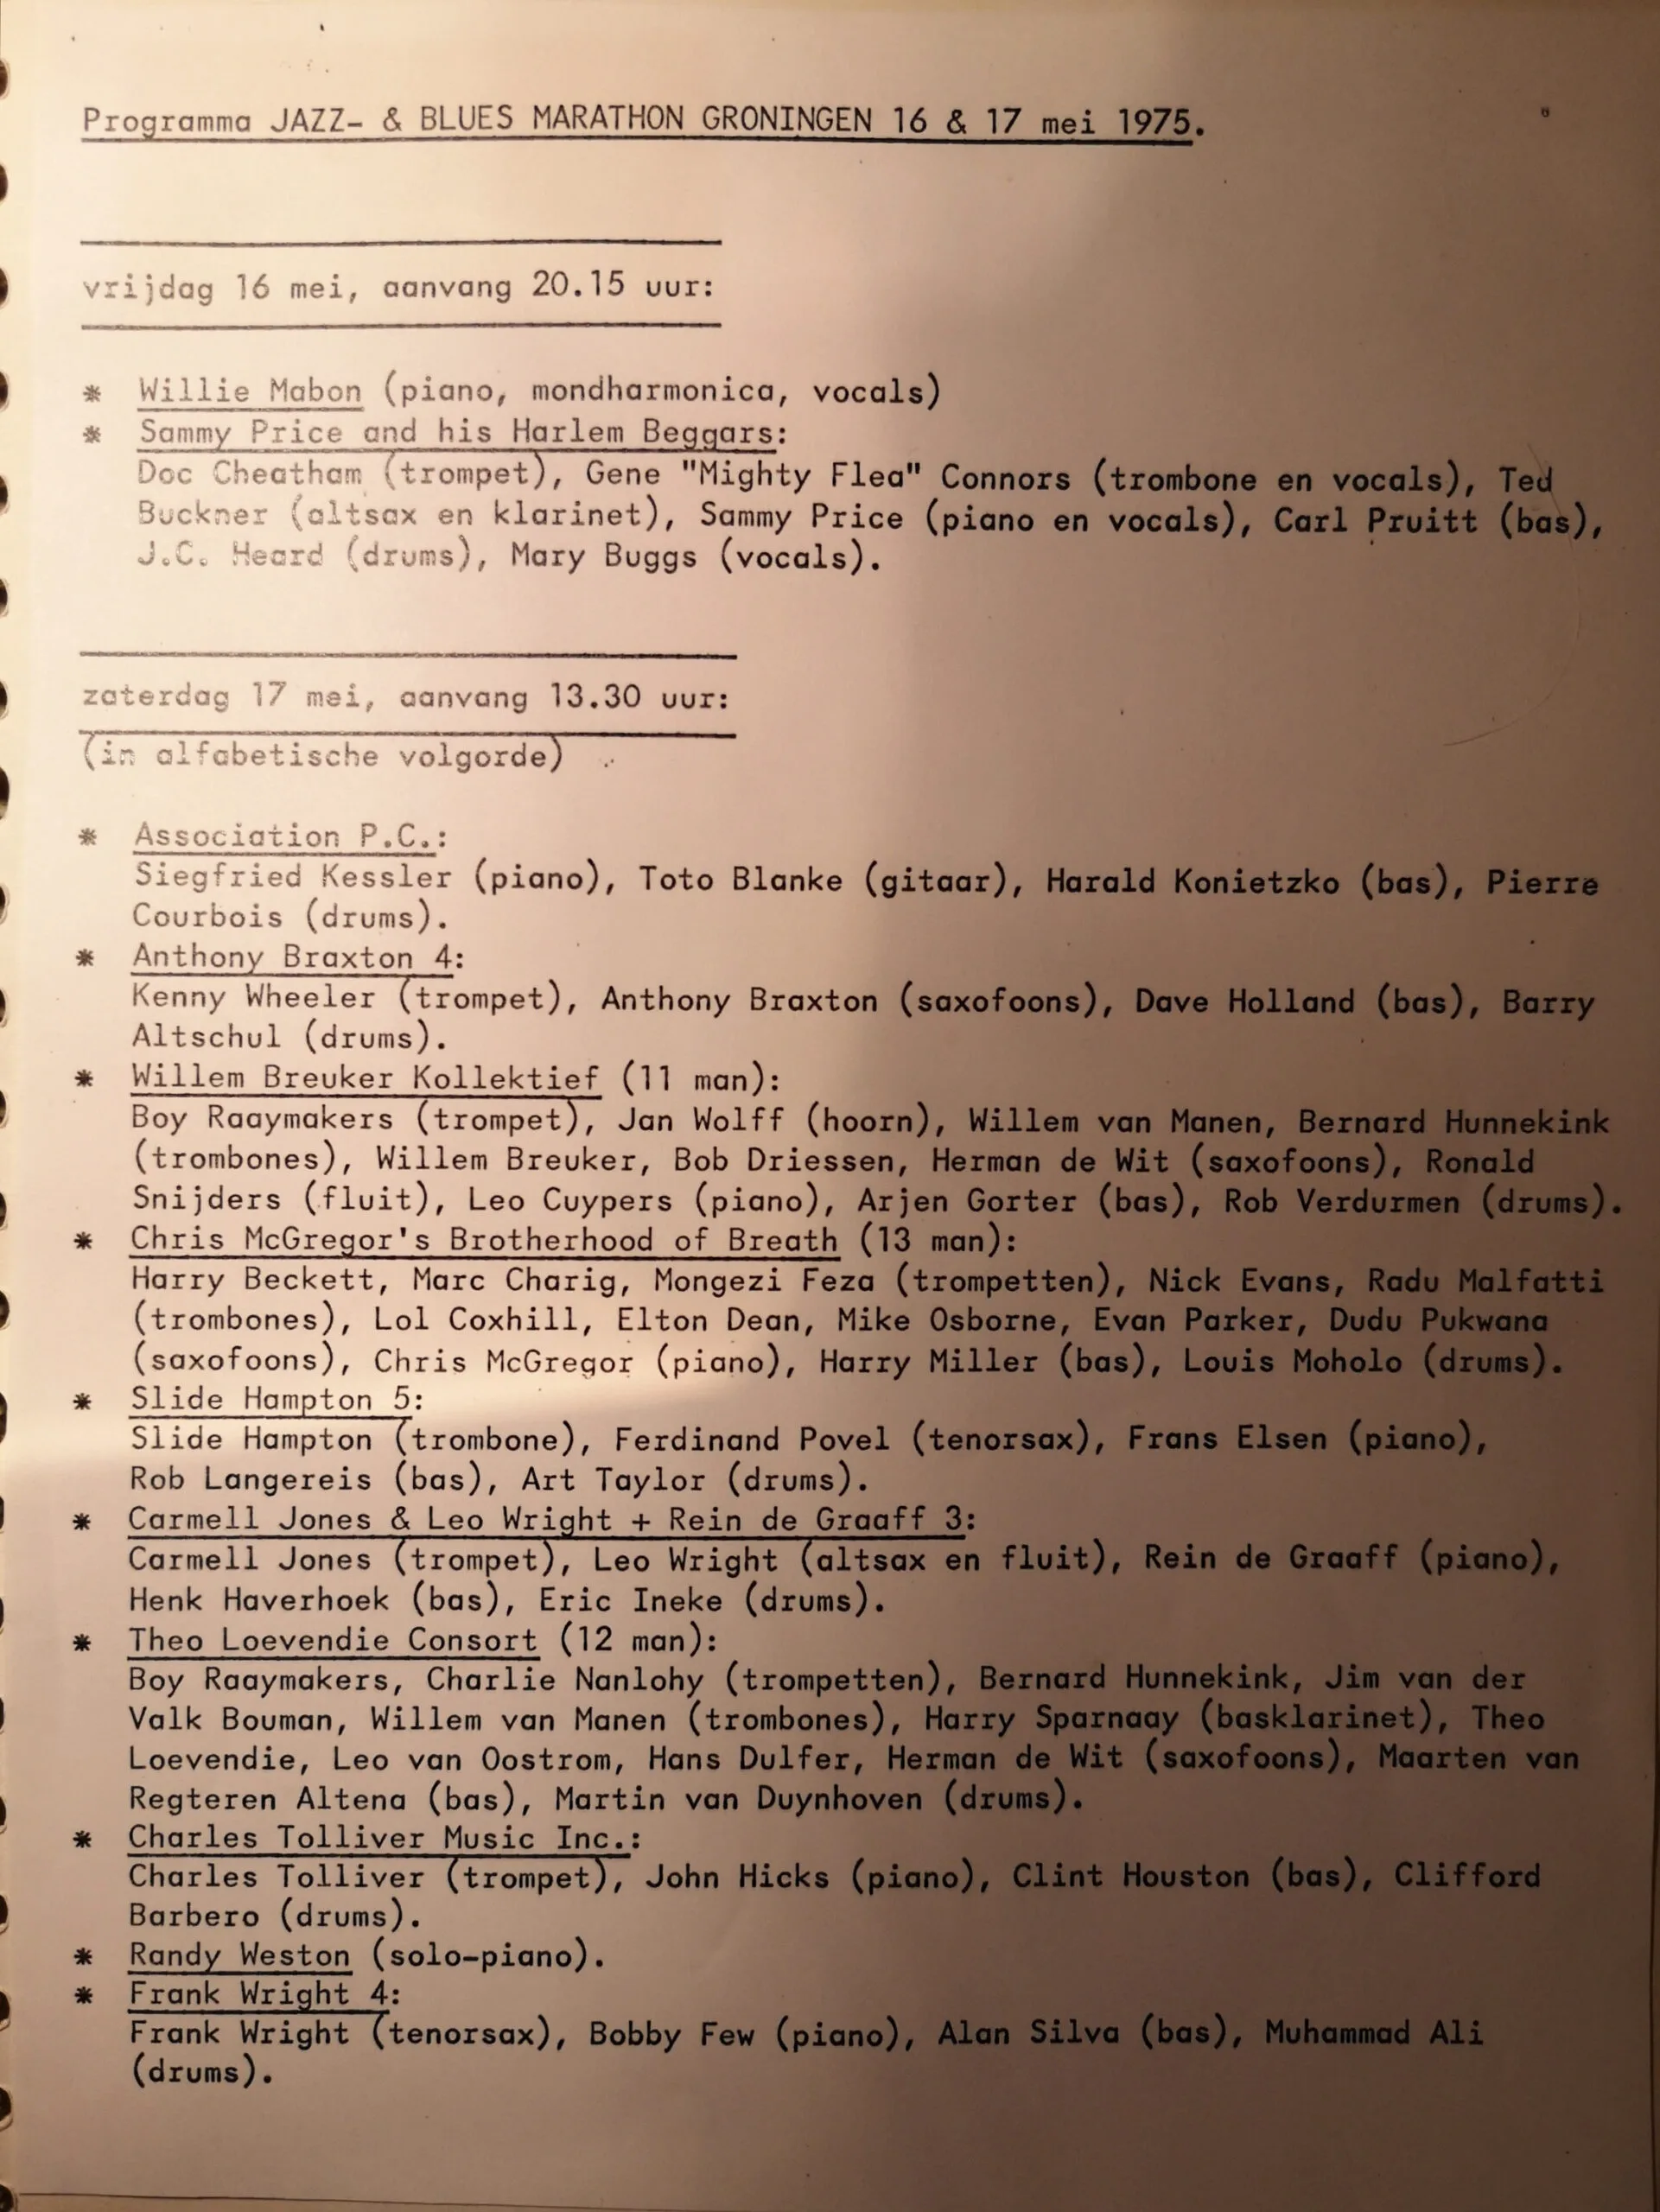 Programma JAZZ- & BLUES MARATHON GRONINGEN 16 & 17 mei 1975.
vrijdag 16 mei, aanvang 20.15 uur:
* Willie Mabon (piano, mondharmonica, vocals)
* Sammy Price and his Harlem Beggars:
Doc Cheatham (trompet), Gene "Mighty Flea" Connors (trombone en vocals), Ted
Buckner (altsax en klarinet), Sammy Price (piano en vocals), Carl Pruitt (bas),
J.C. Heard (drums), Mary Buggs (vocals).
zaterdag 17 mei, aanvang 13.30 uur:
(in alfabetische volgorde)
* Association P.C.:
Siegfried Kessler (piano), Toto Blanke (gitaar), Harald Konietzko (bas), Pierre
Courbois (drums).
* Anthony Braxton 4:
Kenny Wheeler (trompet), Anthony Braxton (saxofoons), Dave Holland (bas), Barry
Altschul (drums).
* Willem Breuker Kollektief (11 man):
Boy Raaymakers (trompet), Jan Wolff (hoorn), Willem van Manen, Bernard Hunnekink
(trombones), Willem Breuker, Bob Driessen, Herman de Wit (saxofoons), Ronald
Snijders (fluit), Leo Cuypers (piano), Arjen Gorter (bas), Rob Verdurmen (drums).
* Chris McGregor's Brotherhood of Breath (13 man):
Harry Beckett, Marc Charig, Mongezi Feza (trompetten), Nick Evans, Radu Malfatti
(trombones), Lol Coxhill, Elton Dean, Mike Osborne, Evan Parker, Dudu Pukwana
(saxofoons), Chris McGregor (piano), Harry Miller (bas), Louis Moholo (drums).
* Slide Hampton 5:
Slide Hampton (trombone), Ferdinand Povel (tenorsax), Frans Elsen (piano),
Rob Langereis (bas), Art Taylor (drums).
* Carmell Jones & Leo Wright + Rein de Graaff 3:
Carmell Jones (trompet), Leo Wright (altsax en fluit), Rein de Graaff (piano),
Henk Haverhoek (bas), Eric Ineke (drums).
* Theo Loevendie Consort (12 man):
Boy Raaymakers, Charlie Nanlohy (trompetten), Bernard Hunnekink, Jim van der
Valk Bouman, Willem van Manen (trombones), Harry Sparnaay (basklarinet), Theo
Loevendie, Leo van Oostrom, Hans Dulfer, Herman de Wit (saxofoons), Maarten van
Regteren Altena (bas), Martin van Duynhoven (drums).
* Charles Tolliver Music Inc.:
Charles Tolliver (trompet), John Hicks (piano), Clint Houston (bas), Clifford
Barbero (drums).
* Randy Weston (solo-piano).
* Frank Wright 4:
Frank Wright (tenorsax), Bobby Few (piano), Alan Silva (bas), Muhammad Ali
(drums).